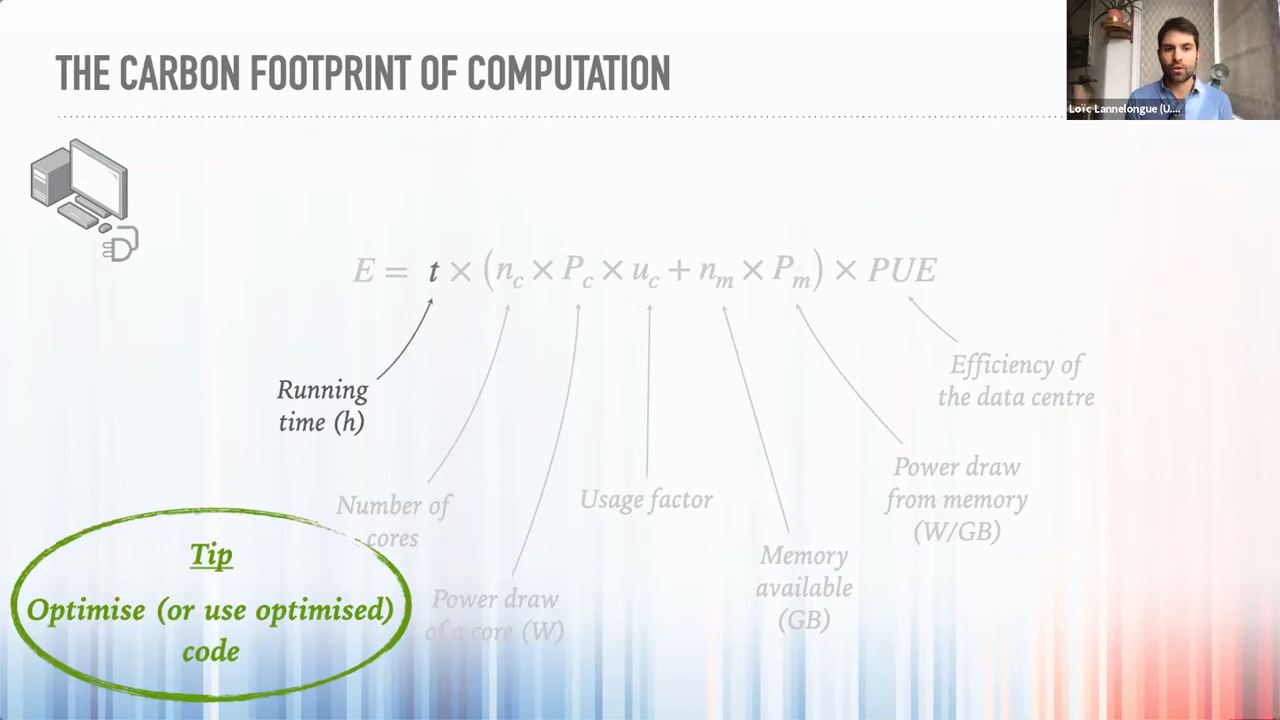 THE CARBON FOOTPRINT OF COMPUTATION
Loïc Lannelongue (U....
E = t × (n_c × P_c × u_c + n_m × P_m) × PUE
Running
time (h)
Number of
cores
Power draw
of a core (W)
Usage factor
Memory
available
(GB)
Power draw
from memory
(W/GB)
Efficiency of
the data centre
Tip
Optimise (or use optimised)
code